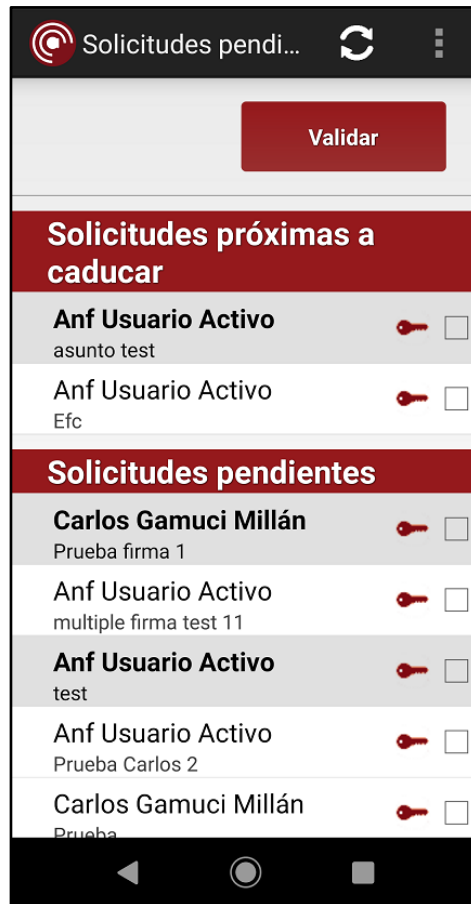 Solicitudes pendi...
Validar
Solicitudes próximas a
caducar
Anf Usuario Activo
asunto test
Anf Usuario Activo
Efc
Solicitudes pendientes
Carlos Gamuci Millán
Prueba firma 1
Anf Usuario Activo
multiple firma test 11
Anf Usuario Activo
test
Anf Usuario Activo
Prueba Carlos 2
Carlos Gamuci Millán
Prueba